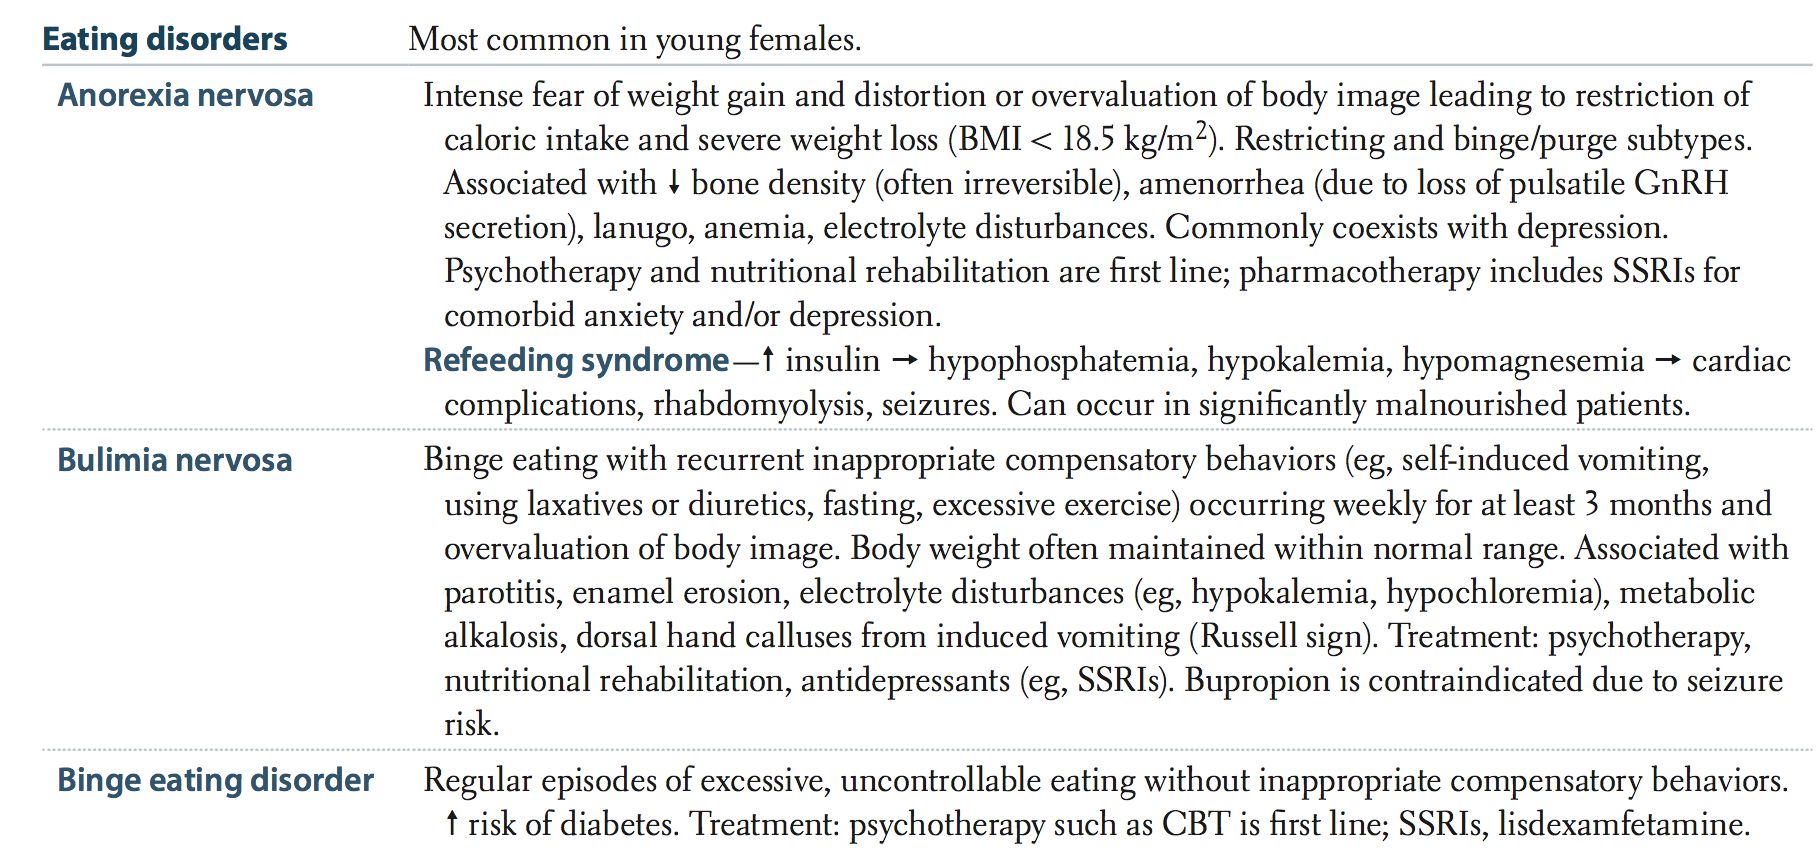 Eating disorders Most common in young females.
Anorexia nervosa Intense fear of weight gain and distortion or overvaluation of body image leading to restriction of
caloric intake and severe weight loss (BMI < 18.5 kg/m²). Restricting and binge/purge subtypes.
Associated with ↓ bone density (often irreversible), amenorrhea (due to loss of pulsatile GnRH
secretion), lanugo, anemia, electrolyte disturbances. Commonly coexists with depression.
Psychotherapy and nutritional rehabilitation are first line; pharmacotherapy includes SSRIs for
comorbid anxiety and/or depression.
Refeeding syndrome—↑ insulin → hypophosphatemia, hypokalemia, hypomagnesemia → cardiac
complications, rhabdomyolysis, seizures. Can occur in significantly malnourished patients.
Bulimia nervosa Binge eating with recurrent inappropriate compensatory behaviors (eg, self-induced vomiting,
using laxatives or diuretics, fasting, excessive exercise) occurring weekly for at least 3 months and
overvaluation of body image. Body weight often maintained within normal range. Associated with
parotitis, enamel erosion, electrolyte disturbances (eg, hypokalemia, hypochloremia), metabolic
alkalosis, dorsal hand calluses from induced vomiting (Russell sign). Treatment: psychotherapy,
nutritional rehabilitation, antidepressants (eg, SSRIs). Bupropion is contraindicated due to seizure
risk.
Binge eating disorder Regular episodes of excessive, uncontrollable eating without inappropriate compensatory behaviors.
↑ risk of diabetes. Treatment: psychotherapy such as CBT is first line; SSRIs, lisdexamfetamine.